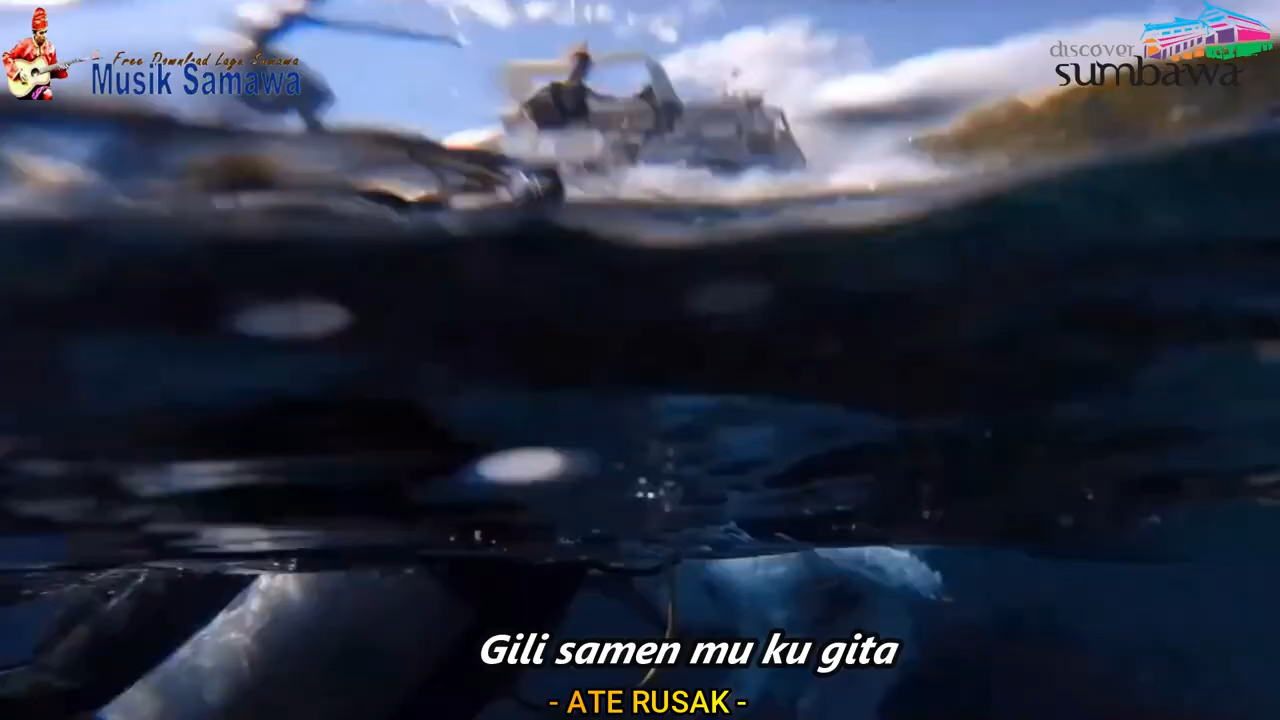 Free Download Lagu Samawa
Musik Samawa
discover
sumbawa
Gili samen mu ku gita
- ATE RUSAK -